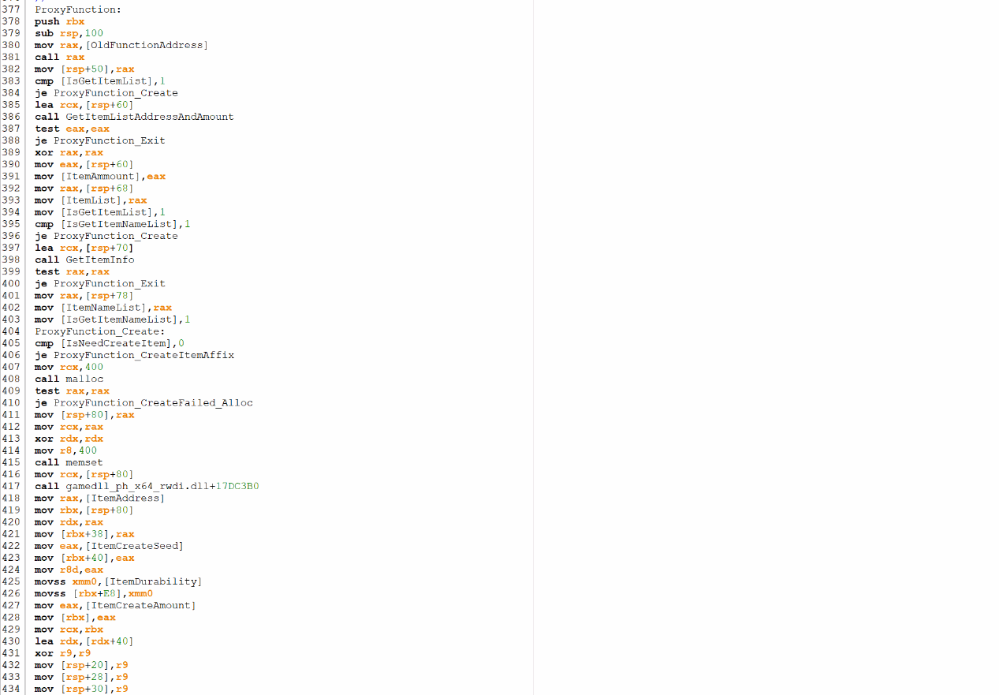 377 ProxyFunction:
378 push rbx
379 sub rsp,100
380 mov rax,[OldFunctionAddress]
381 call rax
382 mov [rsp+50],rax
383 cmp [IsGetItemList],1
384 je ProxyFunction_Create
385 lea rcx,[rsp+60]
386 call GetItemListAddressAndAmount
387 test eax,eax
388 je ProxyFunction_Exit
389 xor rax,rax
390 mov eax,[rsp+60]
391 mov [ItemAmmount],eax
392 mov rax,[rsp+68]
393 mov [ItemList],rax
394 mov [IsGetItemList],1
395 cmp [IsGetItemNameList],1
396 je ProxyFunction_Create
397 lea rcx,[rsp+70]
398 call GetItemInfo
399 test rax,rax
400 je ProxyFunction_Exit
401 mov rax,[rsp+78]
402 mov [ItemNameList],rax
403 mov [IsGetItemNameList],1
404 ProxyFunction_Create:
405 cmp [IsNeedCreateItem],0
406 je ProxyFunction_CreateItemAffix
407 mov rcx,400
408 call malloc
409 test rax,rax
410 je ProxyFunction_CreateFailed_Alloc
411 mov [rsp+80],rax
412 mov rcx,rax
413 xor rdx,rdx
414 mov r8,400
415 call memset
416 mov rcx,[rsp+80]
417 call gamedll_ph_x64_rwdi.dll+17DC3B0
418 mov rax,[ItemAddress]
419 mov rbx,[rsp+80]
420 mov rdx,rax
421 mov [rbx+38],rax
422 mov eax,[ItemCreateSeed]
423 mov [rbx+40],eax
424 mov r8d,eax
425 movss xmm0,[ItemDurability]
426 movss [rbx+E8],xmm0
427 mov eax,[ItemCreateAmount]
428 mov [rbx],eax
429 mov rcx,rbx
430 lea rdx,[rdx+40]
431 xor r9,r9
432 mov [rsp+20],r9
433 mov [rsp+28],r9
434 mov [rsp+30],r9